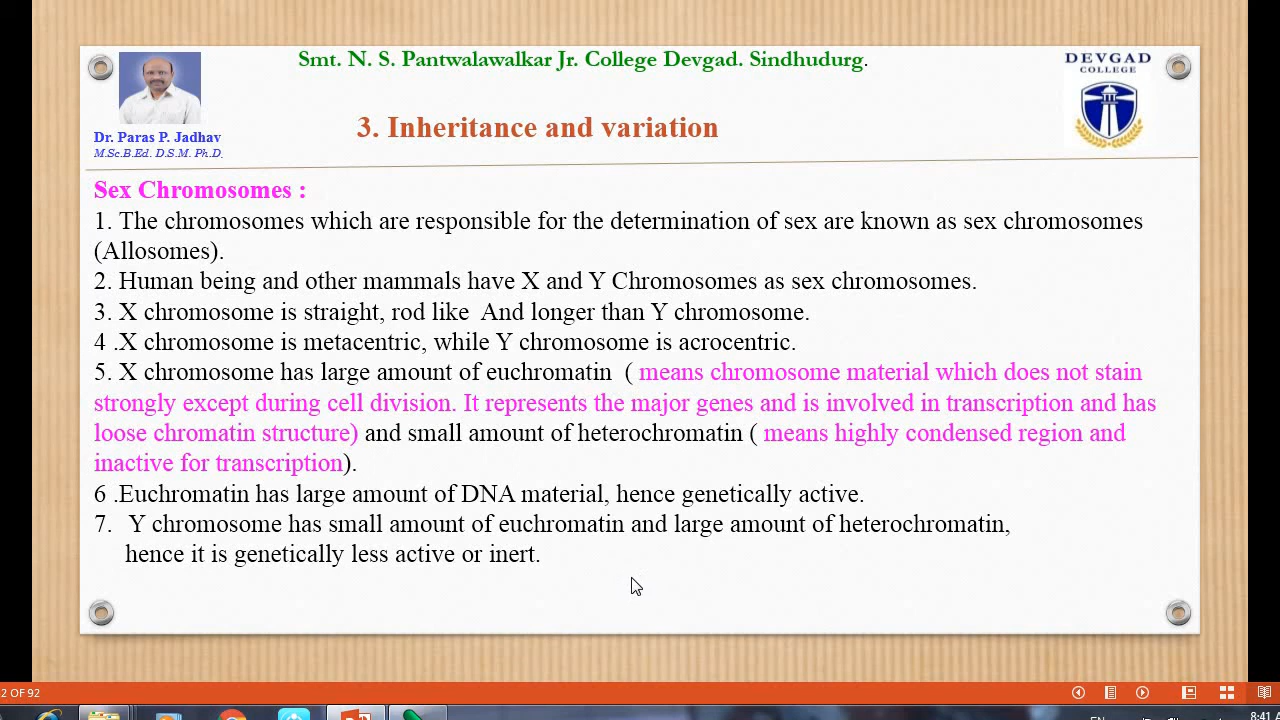 Smt. N. S. Pantwalawalkar Jr. College Devgad. Sindhudurg.
DEVGAD
COLLEGE
3. Inheritance and variation
Dr. Paras P. Jadhav
M.Sc.B.Ed. D.S.M. Ph.D.
Sex Chromosomes :
1. The chromosomes which are responsible for the determination of sex are known as sex chromosomes
(Allosomes).
2. Human being and other mammals have X and Y Chromosomes as sex chromosomes.
3. X chromosome is straight, rod like  And longer than Y chromosome.
4 .X chromosome is metacentric, while Y chromosome is acrocentric.
5. X chromosome has large amount of euchromatin  ( means chromosome material which does not stain
strongly except during cell division. It represents the major genes and is involved in transcription and has
loose chromatin structure) and small amount of heterochromatin ( means highly condensed region and
inactive for transcription).
6 .Euchromatin has large amount of DNA material, hence genetically active.
7.  Y chromosome has small amount of euchromatin and large amount of heterochromatin,
hence it is genetically less active or inert.
2 OF 92
8:41